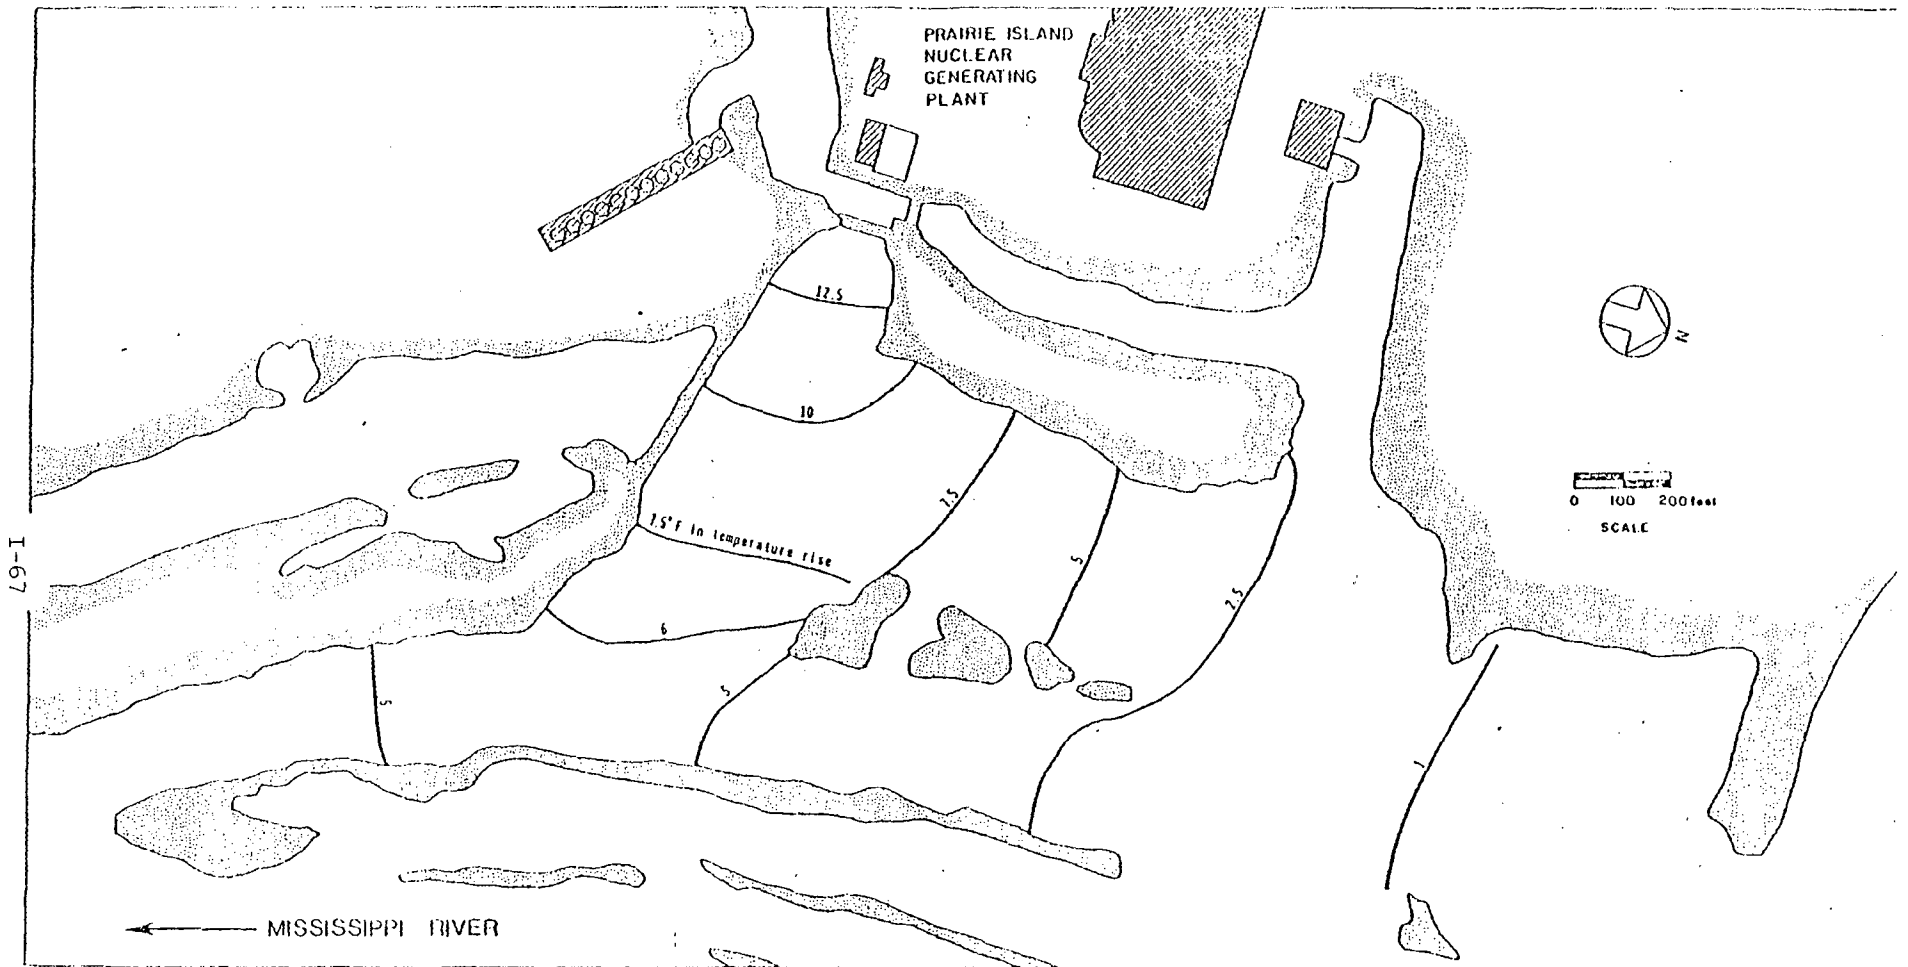 PRAIRIE ISLAND
NUCLEAR
GENERATING
PLANT
12.5
10
7.5
7.5°F in temperature rise
5
2.5
6
5
5
1
N
0 100 200 feet
SCALE
I-67
MISSISSIPPI RIVER